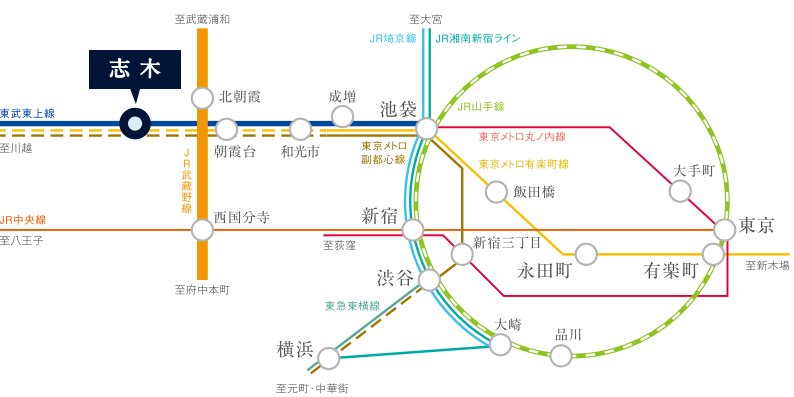 至武蔵浦和
至大宮
JR埼京線
JR湘南新宿ライン
志木
北朝霞
成増
池袋
JR山手線
東武東上線
至川越
朝霞台
和光市
東京メトロ
副都心線
東京メトロ丸ノ内線
東京メトロ有楽町線
大手町
飯田橋
JR武蔵野線
JR中央線
至八王子
西国分寺
新宿
至荻窪
新宿三丁目
東京
永田町
有楽町
至新木場
渋谷
至府中本町
東急東横線
大崎
品川
横浜
至元町・中華街